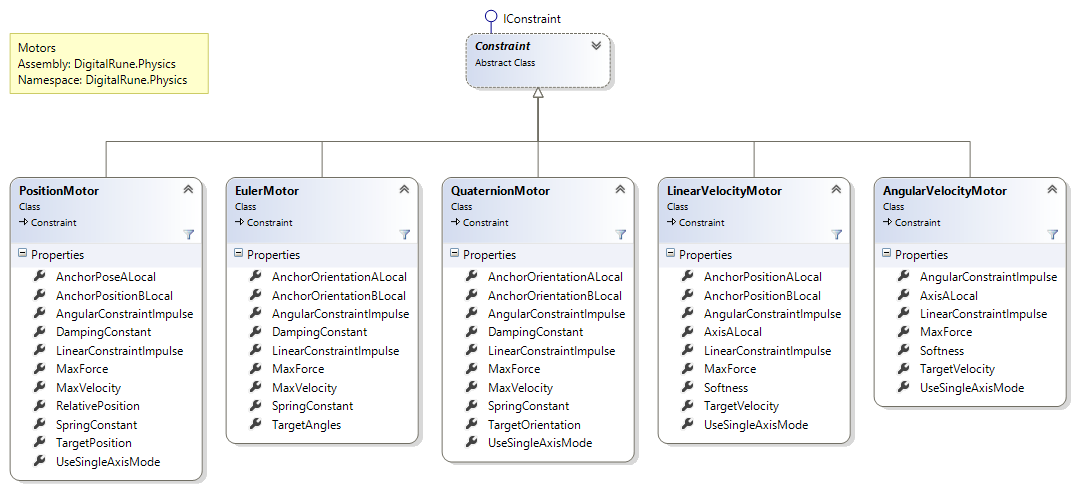 IConstraint
Motors
Assembly: DigitalRune.Physics
Namespace: DigitalRune.Physics
Constraint
Abstract Class
PositionMotor
Class
Constraint
Properties
AnchorPoseALocal
AnchorPositionBLocal
AngularConstraintImpulse
DampingConstant
LinearConstraintImpulse
MaxForce
MaxVelocity
RelativePosition
SpringConstant
TargetPosition
UseSingleAxisMode
EulerMotor
Class
Constraint
Properties
AnchorOrientationALocal
AnchorOrientationBLocal
AngularConstraintImpulse
DampingConstant
LinearConstraintImpulse
MaxForce
MaxVelocity
SpringConstant
TargetAngles
QuaternionMotor
Class
Constraint
Properties
AnchorOrientationALocal
AnchorOrientationBLocal
AngularConstraintImpulse
DampingConstant
LinearConstraintImpulse
MaxForce
MaxVelocity
SpringConstant
TargetOrientation
UseSingleAxisMode
LinearVelocityMotor
Class
Constraint
Properties
AnchorPositionALocal
AnchorPositionBLocal
AngularConstraintImpulse
AxisALocal
LinearConstraintImpulse
MaxForce
Softness
TargetVelocity
UseSingleAxisMode
AngularVelocityMotor
Class
Constraint
Properties
AngularConstraintImpulse
AxisALocal
LinearConstraintImpulse
MaxForce
Softness
TargetVelocity
UseSingleAxisMode